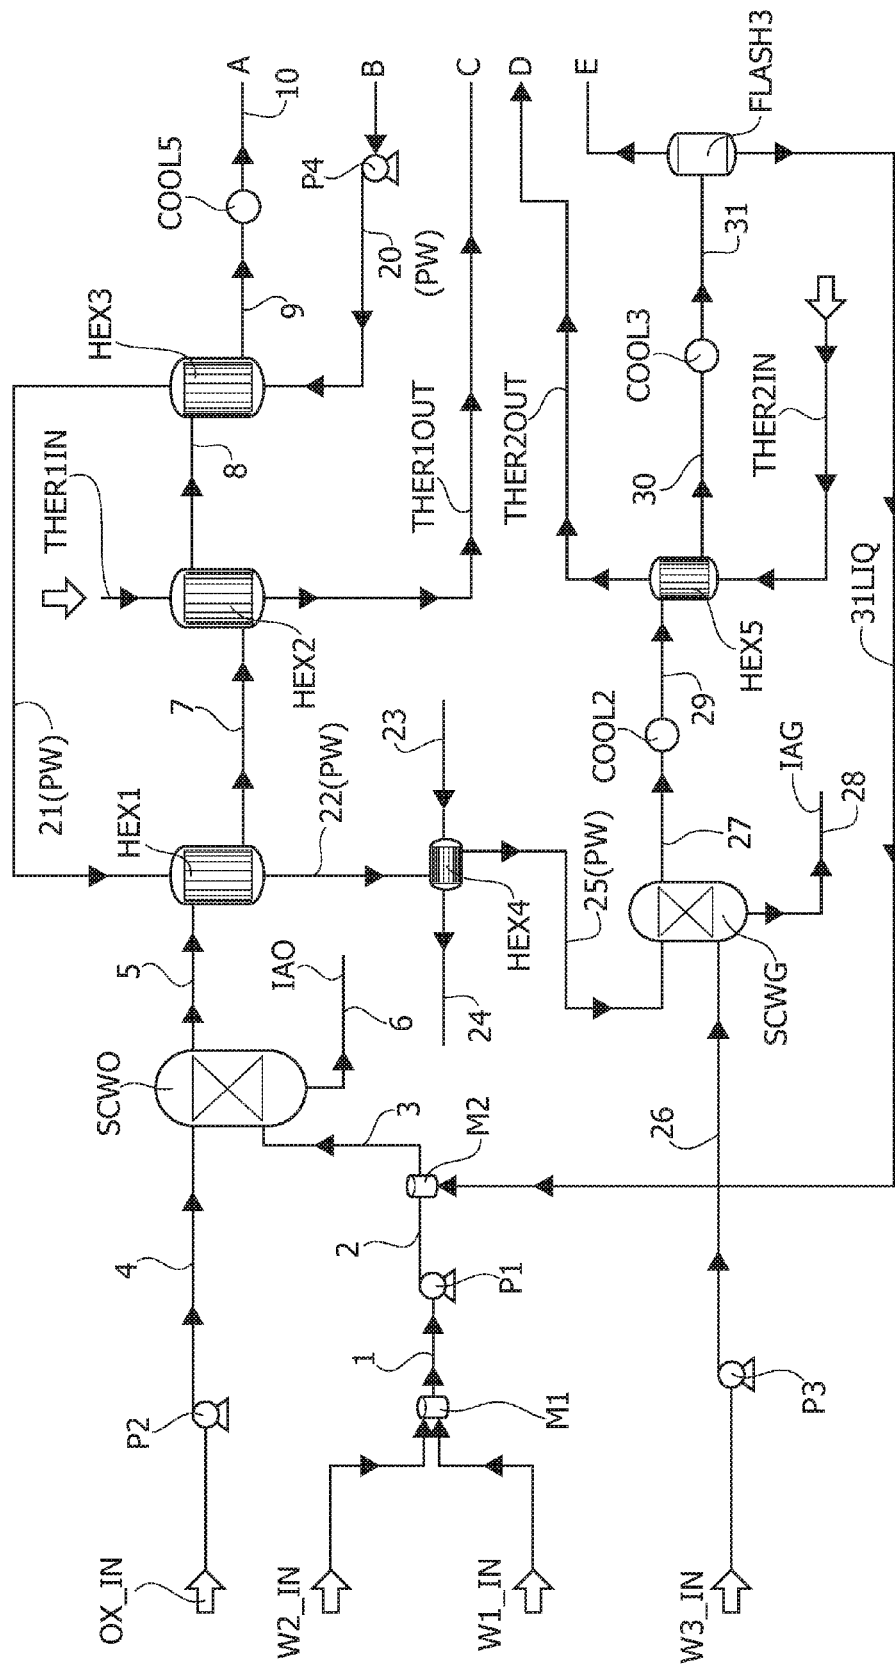 OX_IN
P2
4
SCWO
5
HEX1
21(PW)
7
THER1IN
HEX2
8
HEX3
9
COOL5
10
A
W2_IN
1
P1
2
M2
3
6
IAO
22(PW)
20
(PW)
P4
B
W1_IN
M1
24
HEX4
23
THER1OUT
C
25(PW)
COOL2
29
HEX5
THER2OUT
D
30
COOL3
31
E
FLASH3
W3_IN
P3
26
SCWG
27
28
IAG
THER2IN
31LIQ